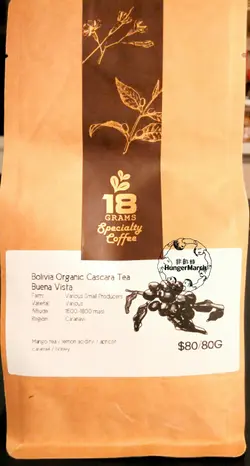 18
GRAMS
Specialty
Coffee
HungerMarch
Bolivia Organic Cascara Tea
Buena Vista
Farm: Various Small Producers
Varietal: Various
Altitude: 1600-1800 masl
Region: Caranavi
Mango tea / lemon acidity / apricot
caramel / honey
$80/80G